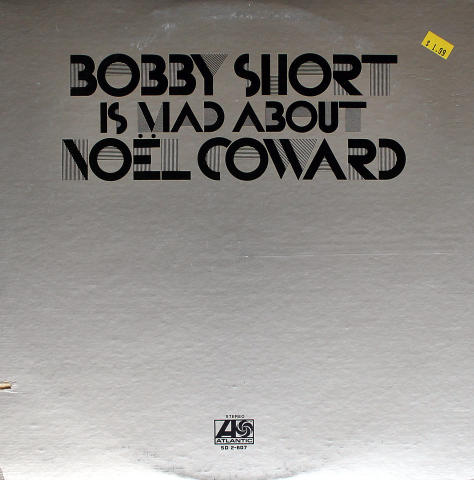 $1.99
BOBBY SHORT
IS MAD ABOUT
NOËL COWARD
STEREO
ATLANTIC
SD 2-607